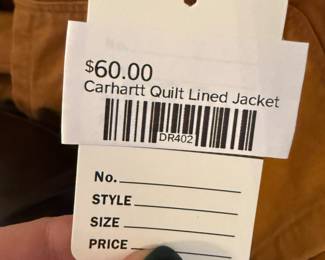 $60.00
Carhartt Quilt Lined Jacket
DR402
No.
STYLE
SIZE
PRICE